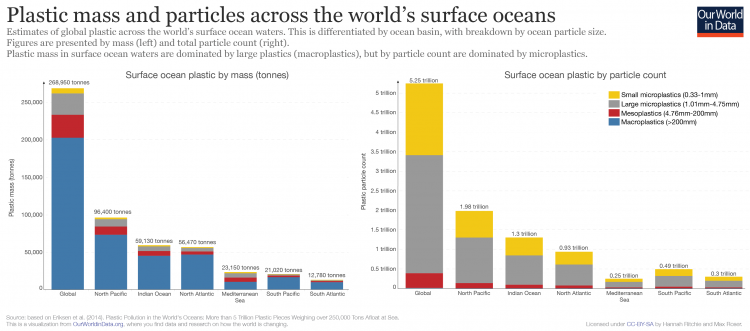 Plastic mass and particles across the world's surface oceans
Our World
in Data
Estimates of global plastic across the world's surface ocean waters. This is differentiated by ocean basin, with breakdown by ocean particle size.
Figures are presented by mass (left) and total particle count (right).
Plastic mass in surface ocean waters are dominated by large plastics (macroplastics), but by particle count are dominated by microplastics.
Surface ocean plastic by mass (tonnes)
268,950 tonnes
250,000
200,000
150,000
100,000
50,000
0
Plastic mass (tonnes)
96,400 tonnes
59,130 tonnes
56,470 tonnes
23,150 tonnes
21,020 tonnes
12,780 tonnes
Global
North Pacific
Indian Ocean
North Atlantic
Mediterranean
Sea
South Pacific
South Atlantic
Surface ocean plastic by particle count
5.25 trillion
5 trillion
4.5 trillion
4 trillion
3.5 trillion
3 trillion
2.5 trillion
2 trillion
1.5 trillion
1 trillion
0.5 trillion
0
Plastic particle count
Small microplastics (0.33-1mm)
Large microplastics (1.01mm-4.75mm)
Mesoplastics (4.76mm-200mm)
Macroplastics (>200mm)
1.98 trillion
1.3 trillion
0.93 trillion
0.25 trillion
0.49 trillion
0.3 trillion
Global
North Pacific
Indian Ocean
North Atlantic
Mediterranean
Sea
South Pacific
South Atlantic
Source: based on Eriksen et al. (2014). Plastic Pollution in the World's Oceans: More than 5 Trillion Plastic Pieces Weighing over 250,000 Tons Afloat at Sea.
This is a visualization from OurWorldinData.org, where you find data and research on how the world is changing.
Licensed under CC-BY-SA by Hannah Ritchie and Max Roser.